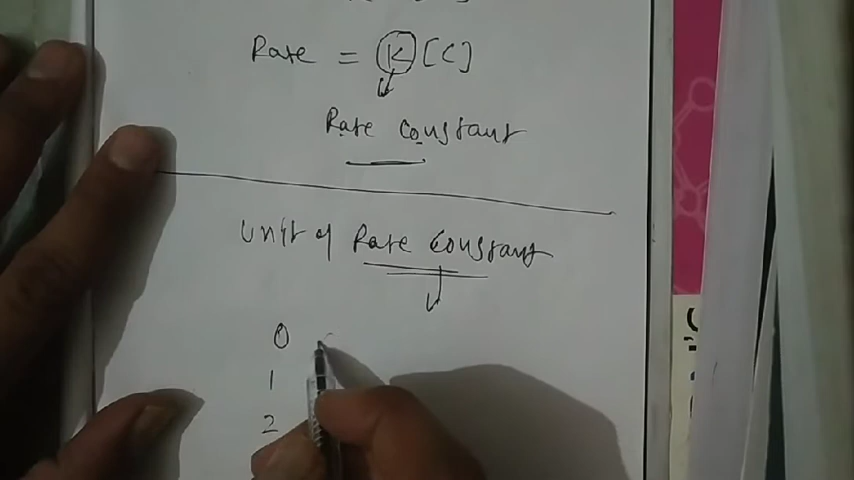 Rate = K [C]
Rate Constant
Unit of Rate Constant
0
1
2